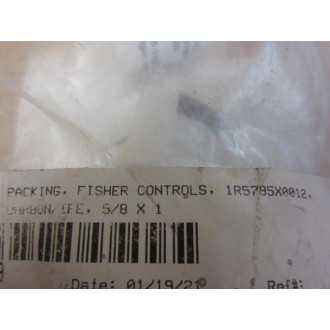 PACKING, FISHER CONTROLS, 1R5795X0012,
CARBON/TFE, 5/8 X 1
Date: 01/19/21
Ref#: